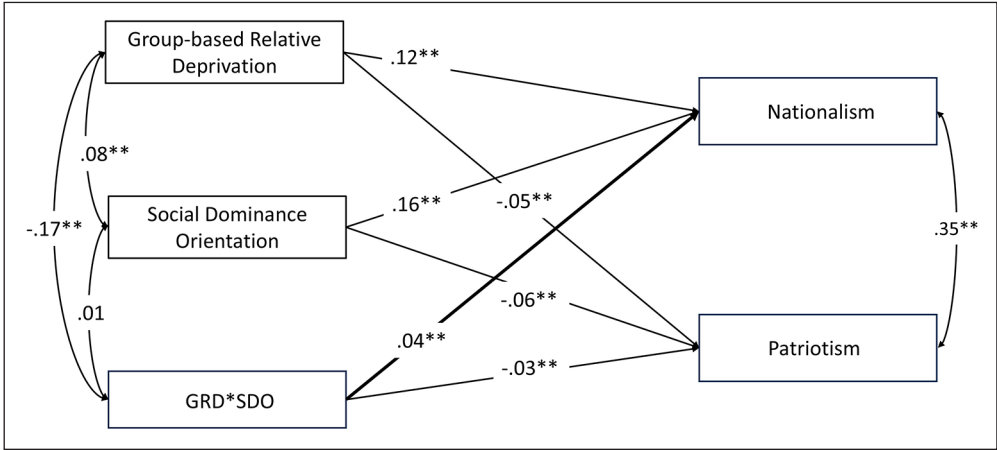 Group-based Relative
Deprivation
.12**
Nationalism
.08**
Social Dominance
Orientation
.16**
-.05**
-.17**
.35**
-.06**
.01
.04**
Patriotism
-.03**
GRD*SDO